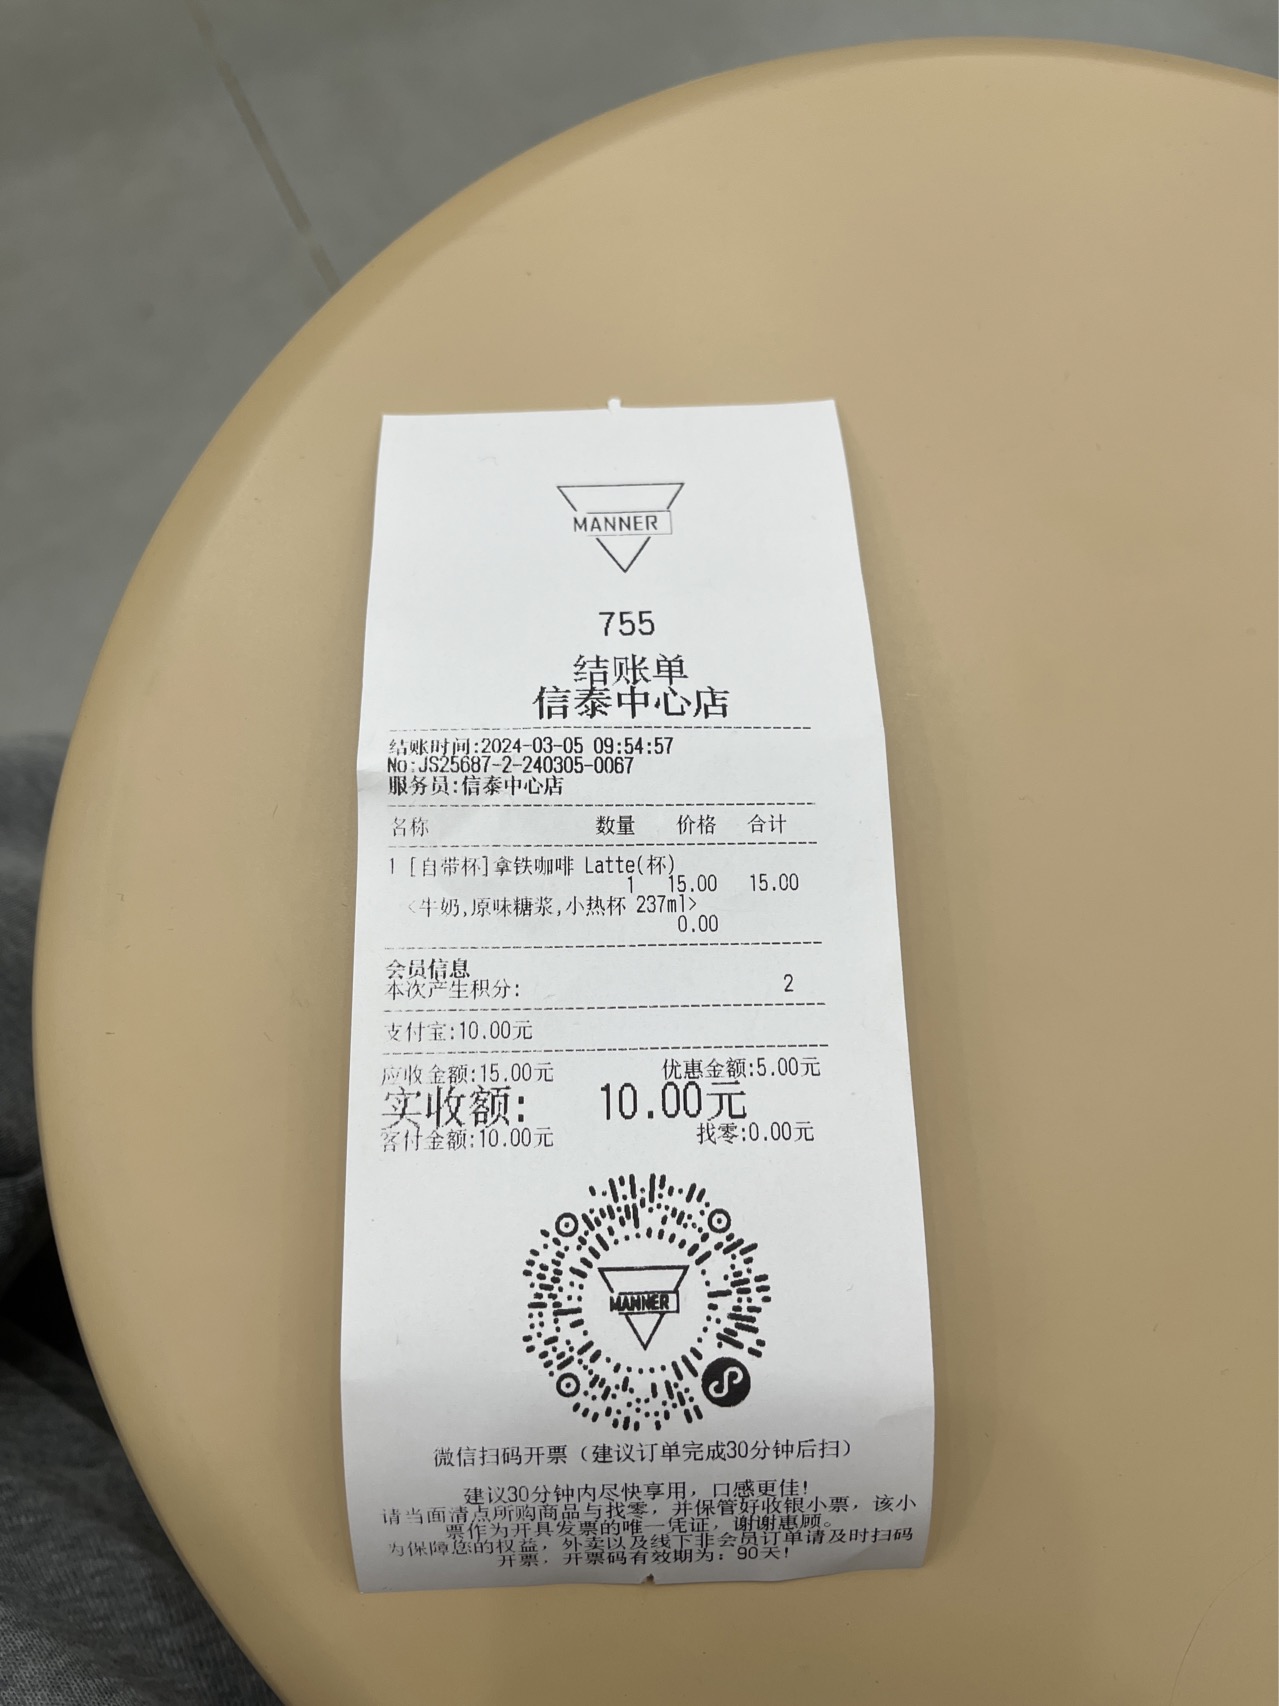 MANNER
755
结账单
信泰中心店
结账时间:2024-03-05 09:54:57
No:JS25687-2-240305-0067
服务员:信泰中心店
名称 数量 价格 合计
1 [自带杯]拿铁咖啡 Latte(杯)
1 15.00 15.00
<牛奶,原味糖浆,小热杯 237ml>
0.00
会员信息
本次产生积分: 2
支付宝:10.00元
应收金额:15.00元 优惠金额:5.00元
实收额: 10.00元
客付金额:10.00元 找零:0.00元
MANNER
微信扫码开票（建议订单完成30分钟后扫）
建议30分钟内尽快享用，口感更佳！
请当面清点所购商品与找零，并保管好收银小票，该小
票作为开具发票的唯一凭证，谢谢惠顾。
为保障您的权益，外卖以及线下非会员订单请及时扫码
开票，开票码有效期为：90天！